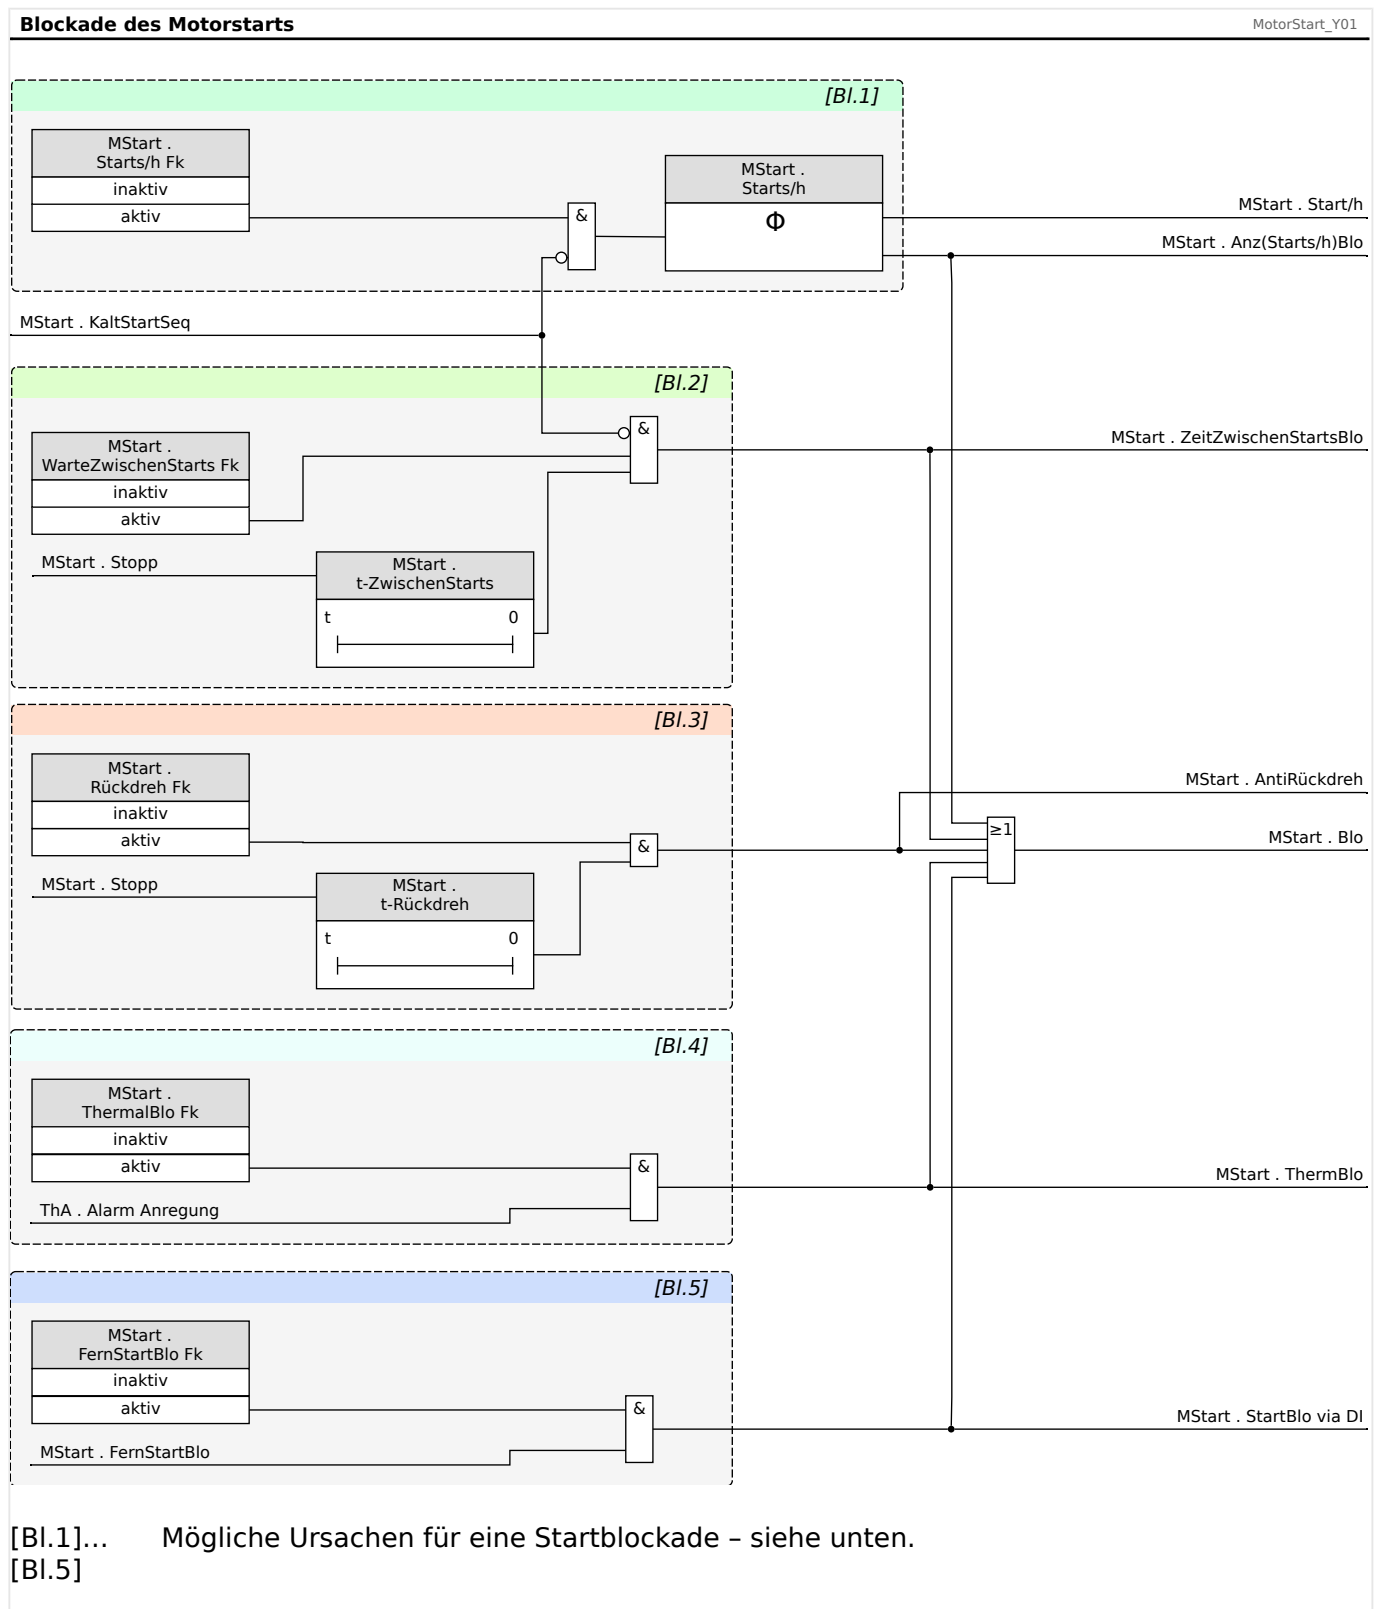 Blockade des Motorstarts
MotorStart_Y01
[Bl.1]
MStart .
Starts/h Fk
inaktiv
aktiv
&
MStart .
Starts/h
Φ
MStart . Start/h
MStart . Anz(Starts/h)Blo
MStart . KaltStartSeq
[Bl.2]
MStart .
WarteZwischenStarts Fk
inaktiv
aktiv
&
MStart . ZeitZwischenStartsBlo
MStart . Stopp
MStart .
t-ZwischenStarts
t 0
[Bl.3]
MStart .
Rückdreh Fk
inaktiv
aktiv
&
MStart . Stopp
MStart .
t-Rückdreh
t 0
MStart . AntiRückdreh
≥1
MStart . Blo
[Bl.4]
MStart .
ThermalBlo Fk
inaktiv
aktiv
&
ThA . Alarm Anregung
MStart . ThermBlo
[Bl.5]
MStart .
FernStartBlo Fk
inaktiv
aktiv
&
MStart . FernStartBlo
MStart . StartBlo via DI
[Bl.1]... Mögliche Ursachen für eine Startblockade – siehe unten.
[Bl.5]